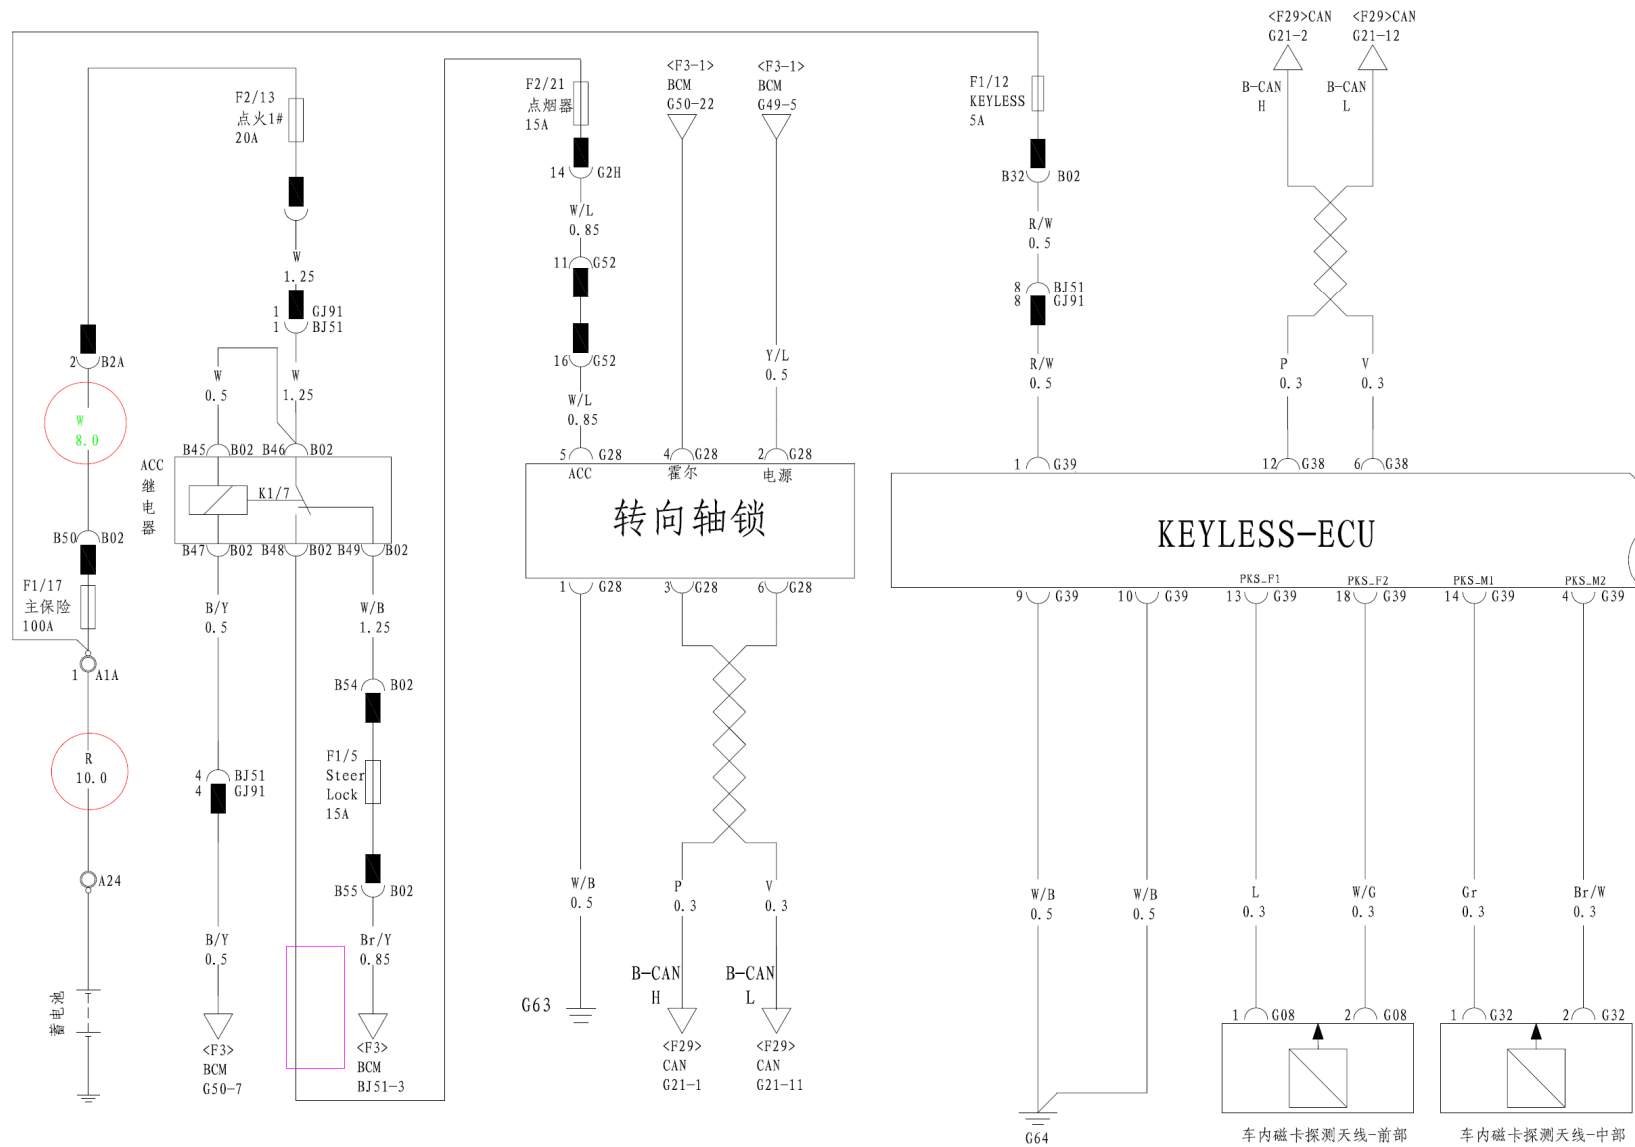 <F29>CAN
G21-2
<F29>CAN
G21-12
B-CAN
H
B-CAN
L
F2/13
点火1#
20A
F2/21
点烟器
15A
<F3-1>
BCM
G50-22
<F3-1>
BCM
G49-5
F1/12
KEYLESS
5A
14 G2H
B32 B02
W/L
0.85
R/W
0.5
W
1.25
11 G52
8 BJ51
8 GJ91
1 GJ91
1 BJ51
2 B2A
16 G52
W
0.5
W
1.25
W/L
0.85
Y/L
0.5
R/W
0.5
P
0.3
V
0.3
W
8.0
B45 B02
B46 B02
5 G28
4 G28
2 G28
1 G39
12 G38
6 G38
ACC
继
电
器
K1/7
ACC
霍尔
电源
转向轴锁
KEYLESS-ECU
B50 B02
B47 B02
B48 B02
B49 B02
PKS_F1
PKS_F2
PKS_M1
PKS_M2
F1/17
主保险
100A
1 G28
3 G28
6 G28
9 G39
10 G39
13 G39
18 G39
14 G39
4 G39
B/Y
0.5
W/B
1.25
1 A1A
B54 B02
R
10.0
4 BJ51
4 GJ91
F1/5
Steer
Lock
15A
A24
B55 B02
W/B
0.5
P
0.3
V
0.3
W/B
0.5
W/B
0.5
L
0.3
W/G
0.3
Gr
0.3
Br/W
0.3
B/Y
0.5
Br/Y
0.85
B-CAN
H
B-CAN
L
蓄电池
G63
1 G08
2 G08
1 G32
2 G32
<F3>
BCM
G50-7
<F3>
BCM
BJ51-3
<F29>
CAN
G21-1
<F29>
CAN
G21-11
G64
车内磁卡探测天线-前部
车内磁卡探测天线-中部